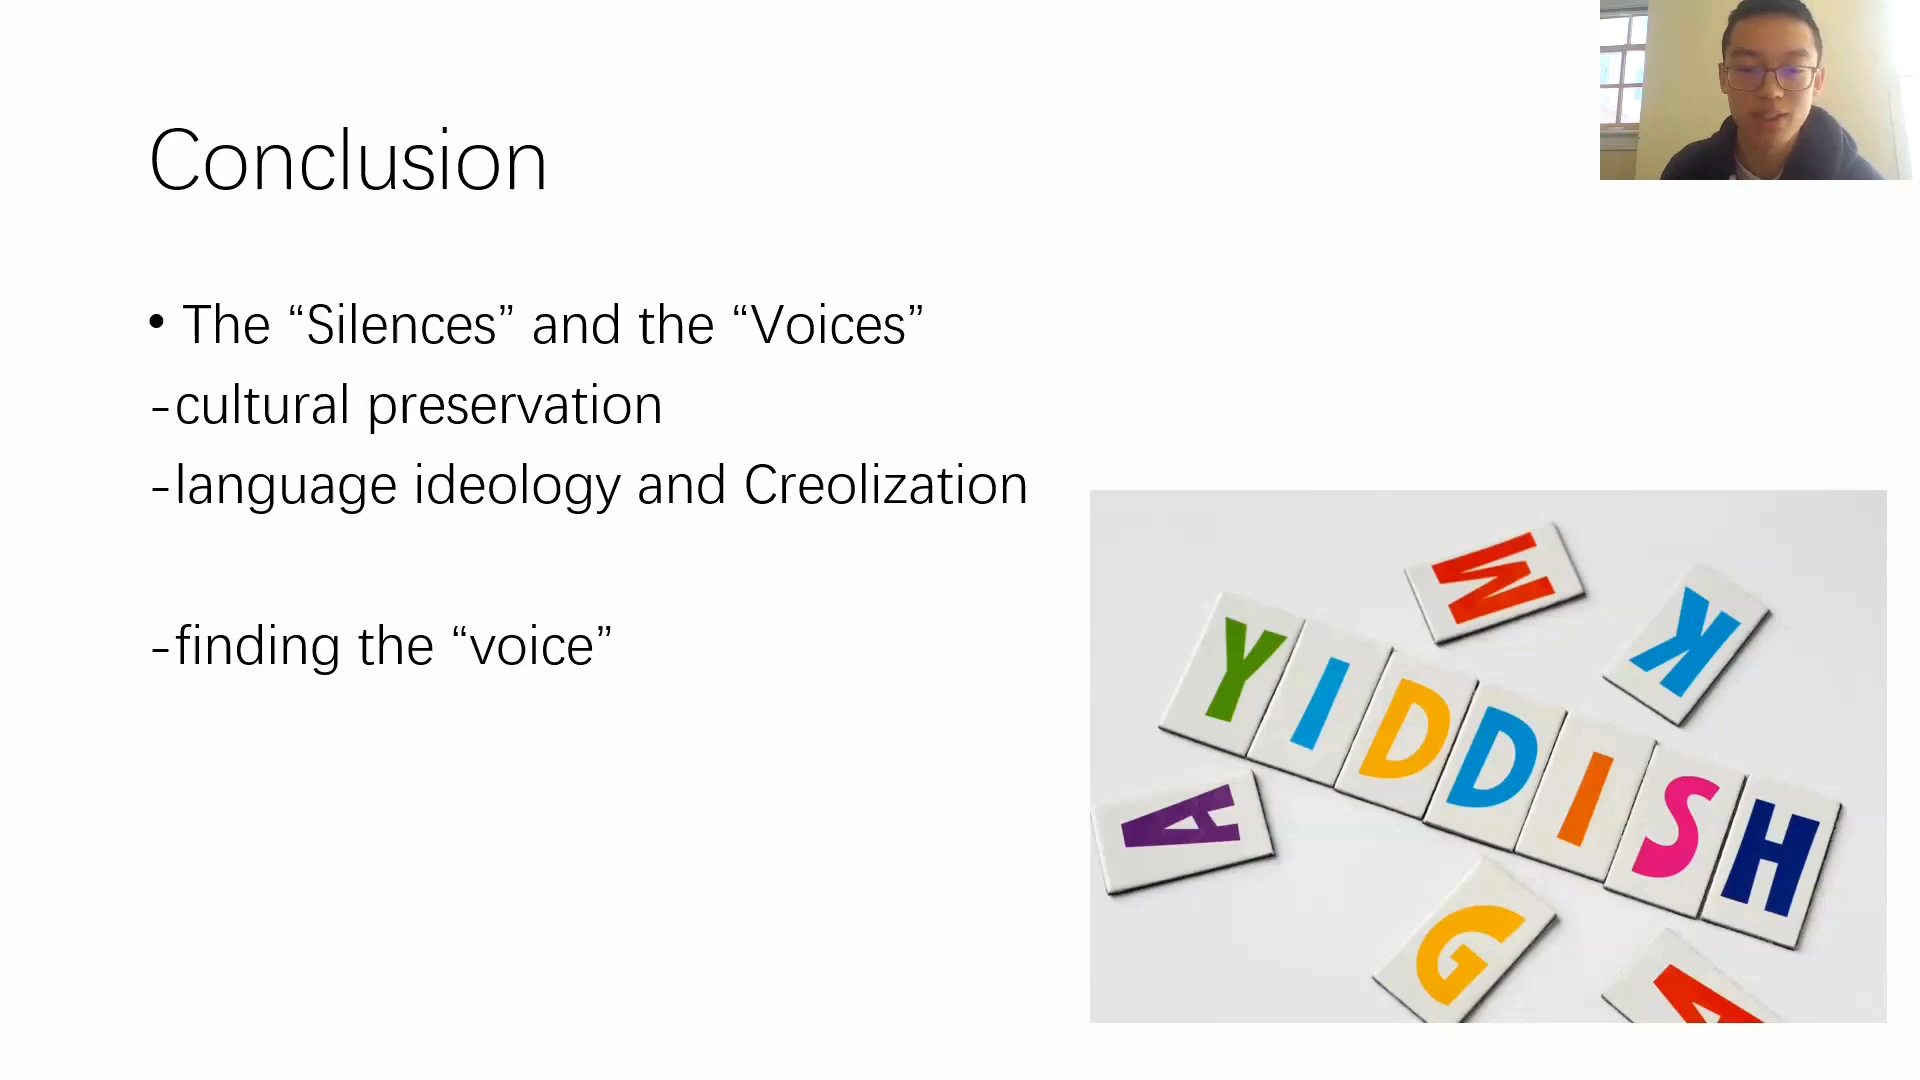 Conclusion
• The “Silences” and the “Voices”
-cultural preservation
-language ideology and Creolization
-finding the “voice”
W
K
YIDDISH
A
G
A